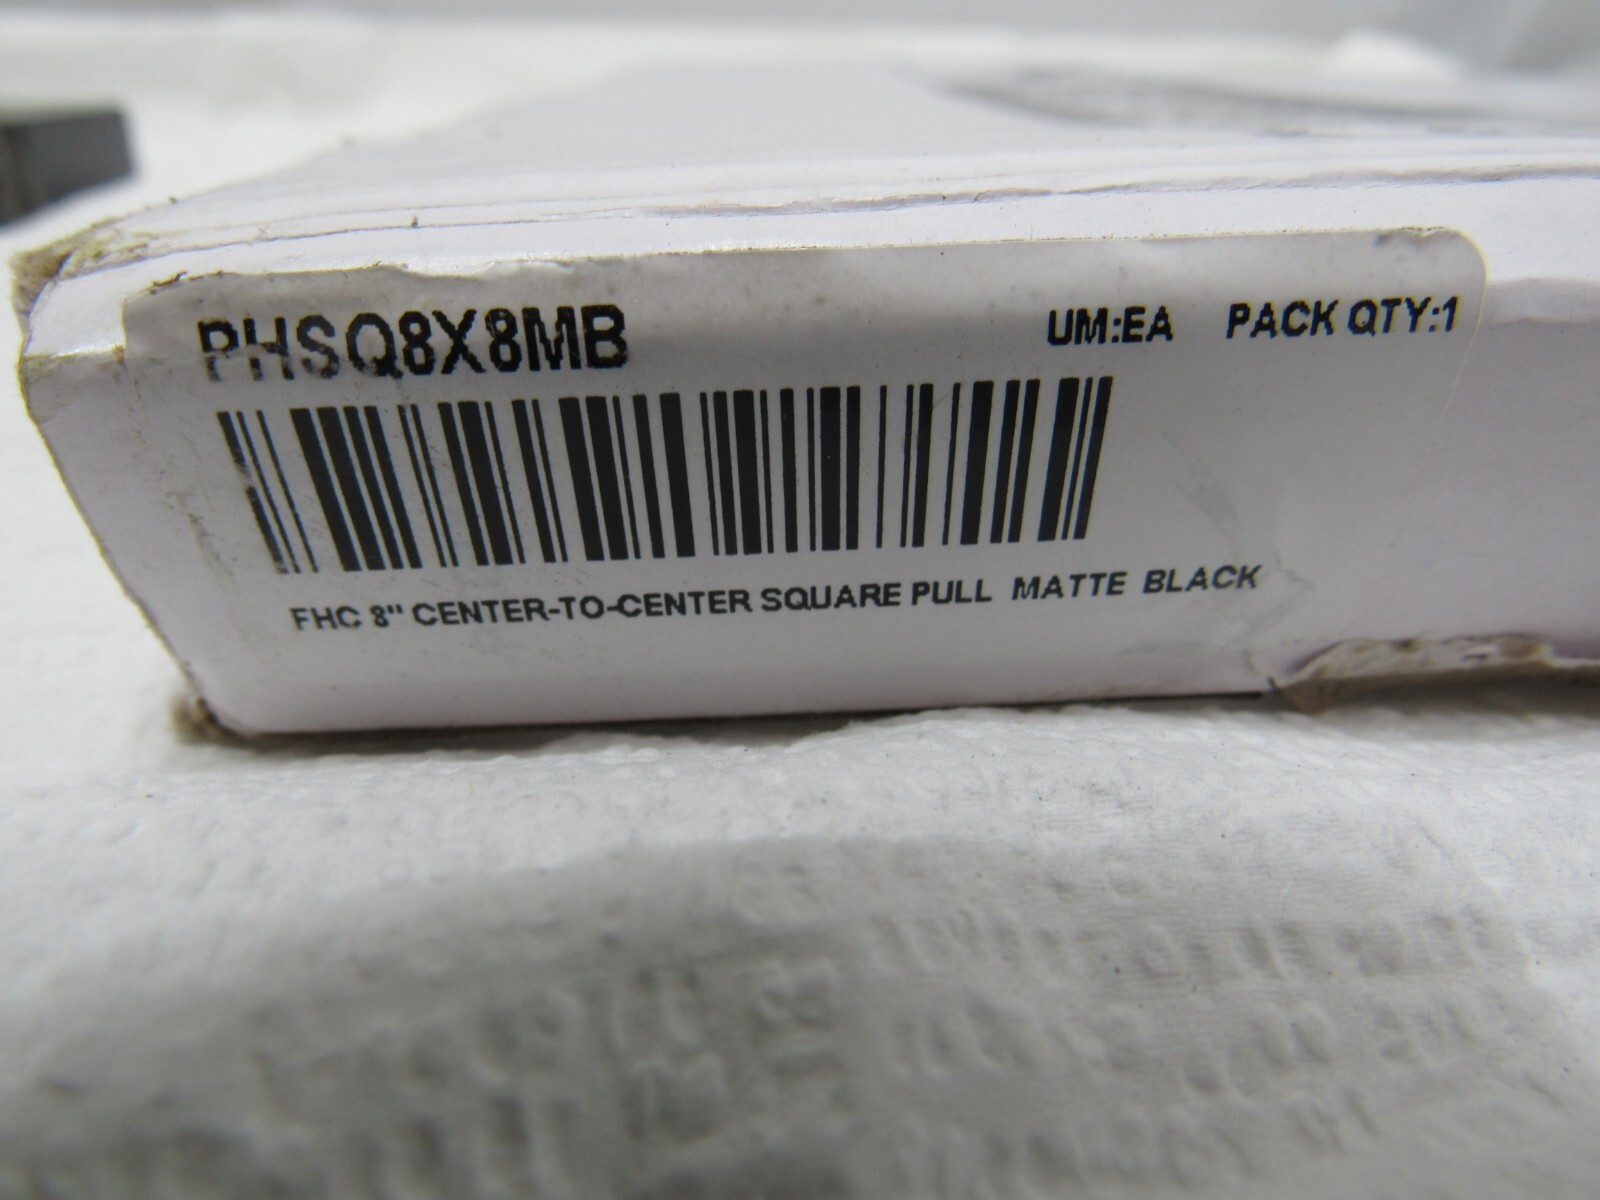 PHSQ8X8MB UM:EA PACK QTY:1
FHC 8" CENTER-TO-CENTER SQUARE PULL MATTE BLACK